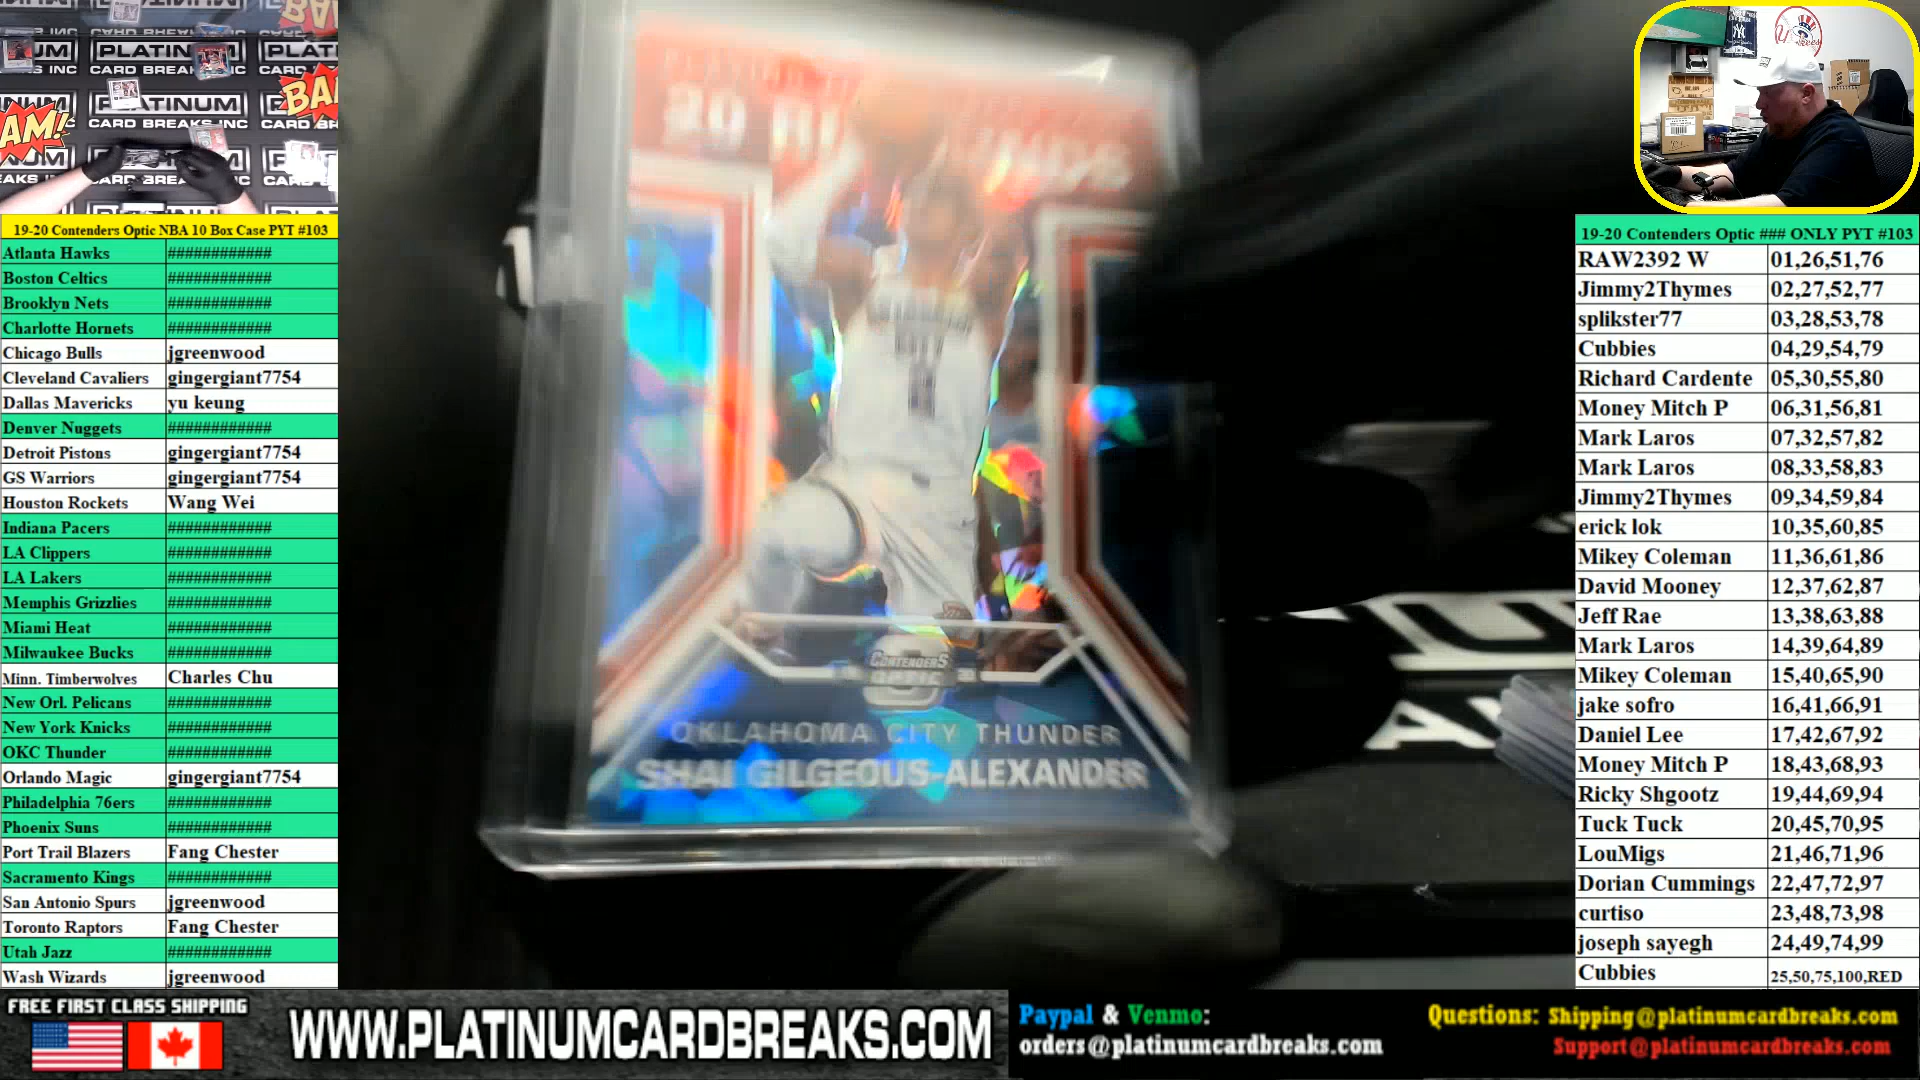 PLATINUM
CARD BREAKS INC
BAM!
19-20 Contenders Optic NBA 10 Box Case PYT #103
Atlanta Hawks ############
Boston Celtics ############
Brooklyn Nets ############
Charlotte Hornets ############
Chicago Bulls jgreenwood
Cleveland Cavaliers gingergiant7754
Dallas Mavericks yu keung
Denver Nuggets ############
Detroit Pistons gingergiant7754
GS Warriors gingergiant7754
Houston Rockets Wang Wei
Indiana Pacers ############
LA Clippers ############
LA Lakers ############
Memphis Grizzlies ############
Miami Heat ############
Milwaukee Bucks ############
Minn. Timberwolves Charles Chu
New Orl. Pelicans ############
New York Knicks ############
OKC Thunder ############
Orlando Magic gingergiant7754
Philadelphia 76ers ############
Phoenix Suns ############
Port Trail Blazers Fang Chester
Sacramento Kings ############
San Antonio Spurs jgreenwood
Toronto Raptors Fang Chester
Utah Jazz ############
Wash Wizards jgreenwood
CONTENDERS
OPTIC
OKLAHOMA CITY THUNDER
SHAI GILGEOUS-ALEXANDER
19-20 Contenders Optic ### ONLY PYT #103
RAW2392 W 01,26,51,76
Jimmy2Thymes 02,27,52,77
splikster77 03,28,53,78
Cubbies 04,29,54,79
Richard Cardente 05,30,55,80
Money Mitch P 06,31,56,81
Mark Laros 07,32,57,82
Mark Laros 08,33,58,83
Jimmy2Thymes 09,34,59,84
erick lok 10,35,60,85
Mikey Coleman 11,36,61,86
David Mooney 12,37,62,87
Jeff Rae 13,38,63,88
Mark Laros 14,39,64,89
Mikey Coleman 15,40,65,90
jake sofro 16,41,66,91
Daniel Lee 17,42,67,92
Money Mitch P 18,43,68,93
Ricky Shgootz 19,44,69,94
Tuck Tuck 20,45,70,95
LouMigs 21,46,71,96
Dorian Cummings 22,47,72,97
curtiso 23,48,73,98
joseph sayegh 24,49,74,99
Cubbies 25,50,75,100,RED
FREE FIRST CLASS SHIPPING
WWW.PLATINUMCARDBREAKS.COM
Paypal & Venmo:
orders@platinumcardbreaks.com
Questions: Shipping@platinumcardbreaks.com
Support@platinumcardbreaks.com